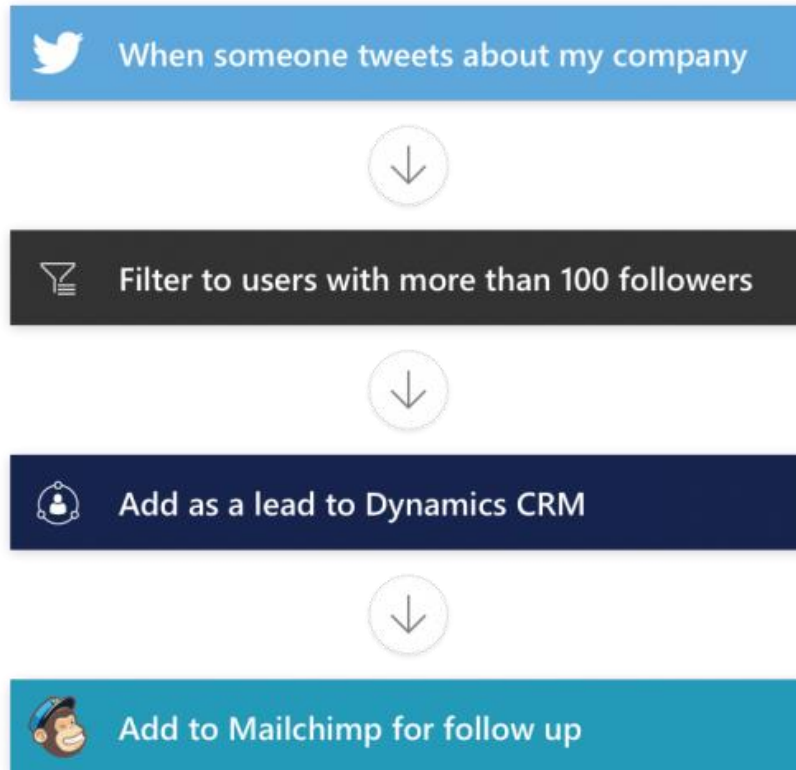 When someone tweets about my company
Filter to users with more than 100 followers
Add as a lead to Dynamics CRM
Add to Mailchimp for follow up